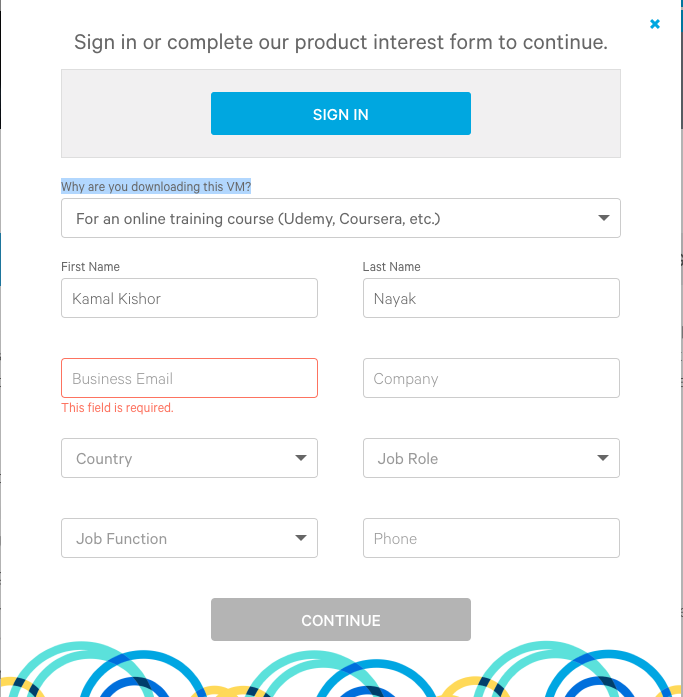 Sign in or complete our product interest form to continue.
SIGN IN
Why are you downloading this VM?
For an online training course (Udemy, Coursera, etc.)
First Name
Last Name
Kamal Kishor
Nayak
Business Email
Company
This field is required.
Country
Job Role
Job Function
Phone
CONTINUE